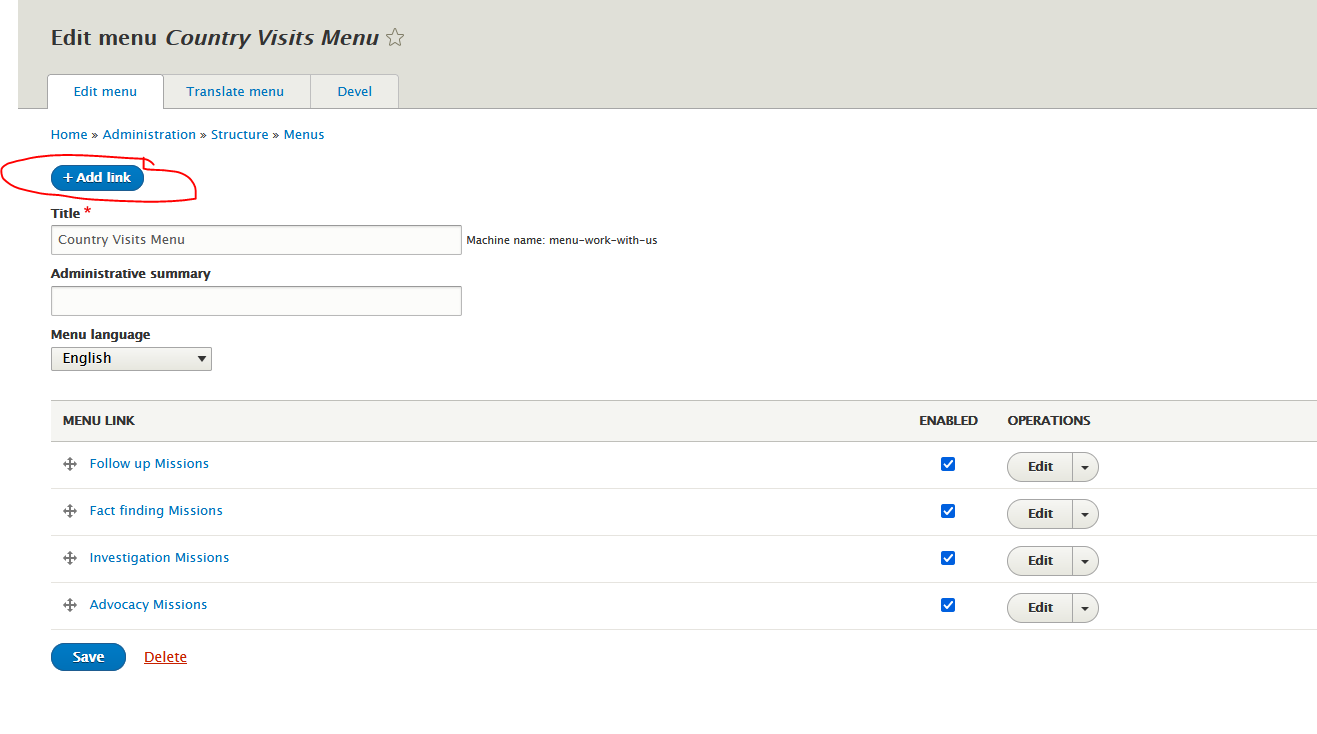 Edit menu Country Visits Menu
Edit menu Translate menu Devel
Home » Administration » Structure » Menus
+ Add link
Title *
Country Visits Menu Machine name: menu-work-with-us
Administrative summary
Menu language
English
MENU LINK ENABLED OPERATIONS
Follow up Missions Edit
Fact finding Missions Edit
Investigation Missions Edit
Advocacy Missions Edit
Save Delete